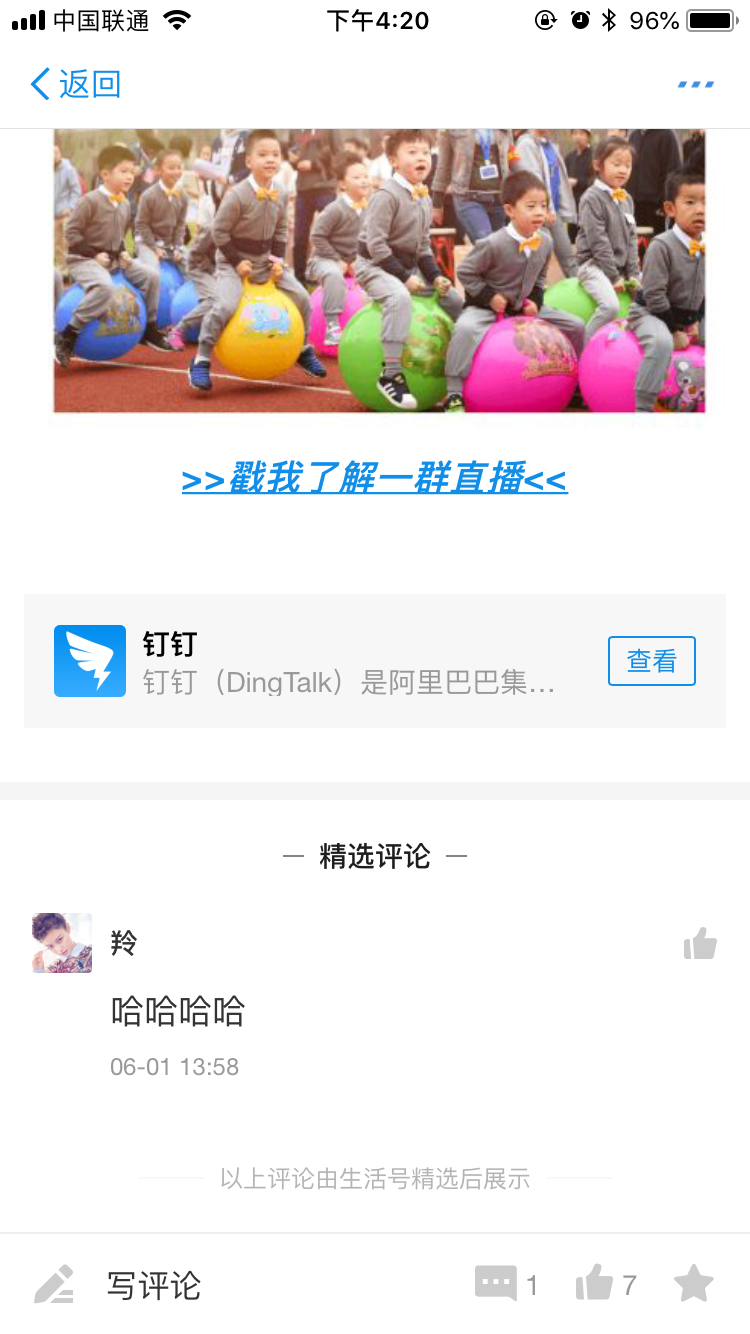 中国联通
下午4:20
96%
返回
>>戳我了解一群直播<<
钉钉
钉钉（DingTalk）是阿里巴巴集…
查看
精选评论
羚
哈哈哈哈
06-01 13:58
以上评论由生活号精选后展示
写评论
1
7